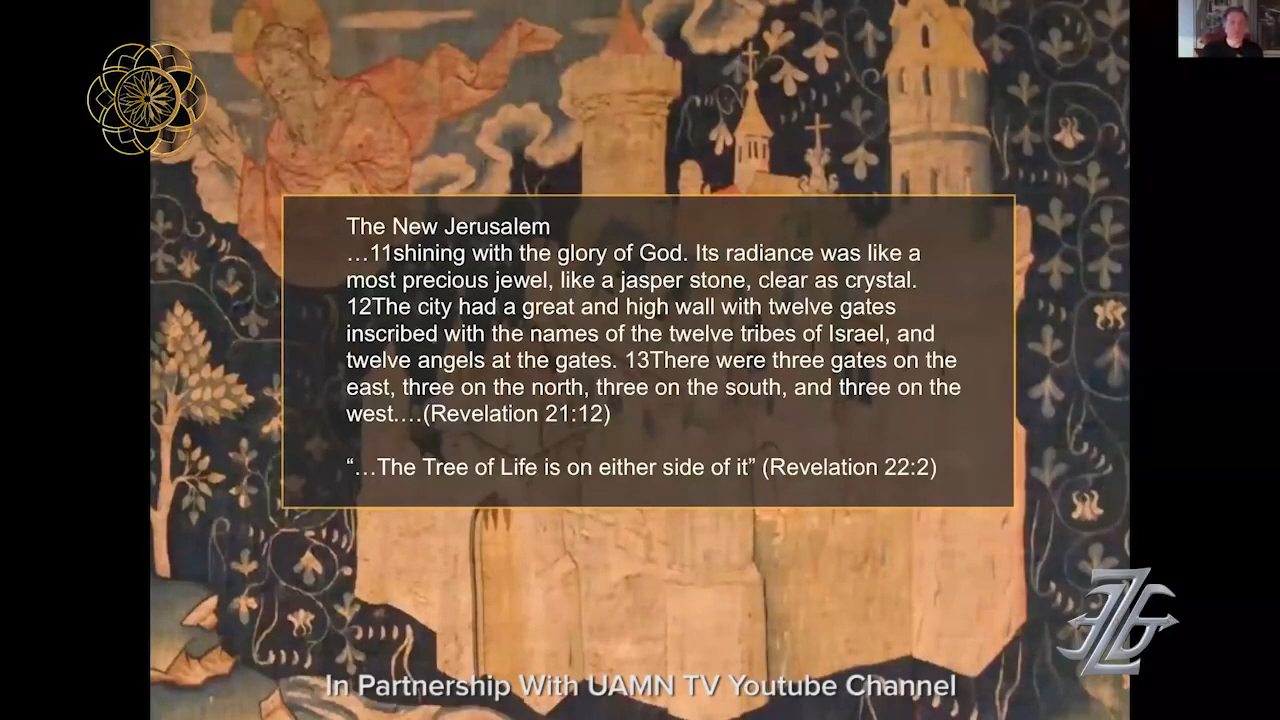 The New Jerusalem
…11shining with the glory of God. Its radiance was like a
most precious jewel, like a jasper stone, clear as crystal.
12The city had a great and high wall with twelve gates
inscribed with the names of the twelve tribes of Israel, and
twelve angels at the gates. 13There were three gates on the
east, three on the north, three on the south, and three on the
west….(Revelation 21:12)
“…The Tree of Life is on either side of it” (Revelation 22:2)
In Partnership With UAMN TV Youtube Channel